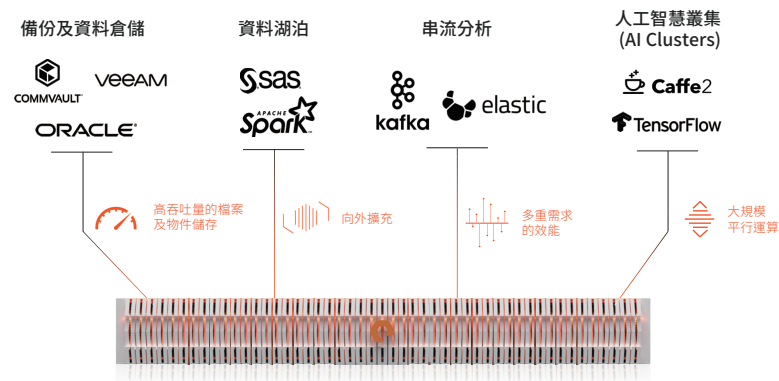 備份及資料倉儲
COMMVAULT
VEEAM
ORACLE
高吞吐量的檔案
及物件儲存
資料湖泊
sas
APACHE
Spark
向外擴充
串流分析
kafka
elastic
多重需求
的效能
人工智慧叢集
(AI Clusters)
Caffe2
TensorFlow
大規模
平行運算